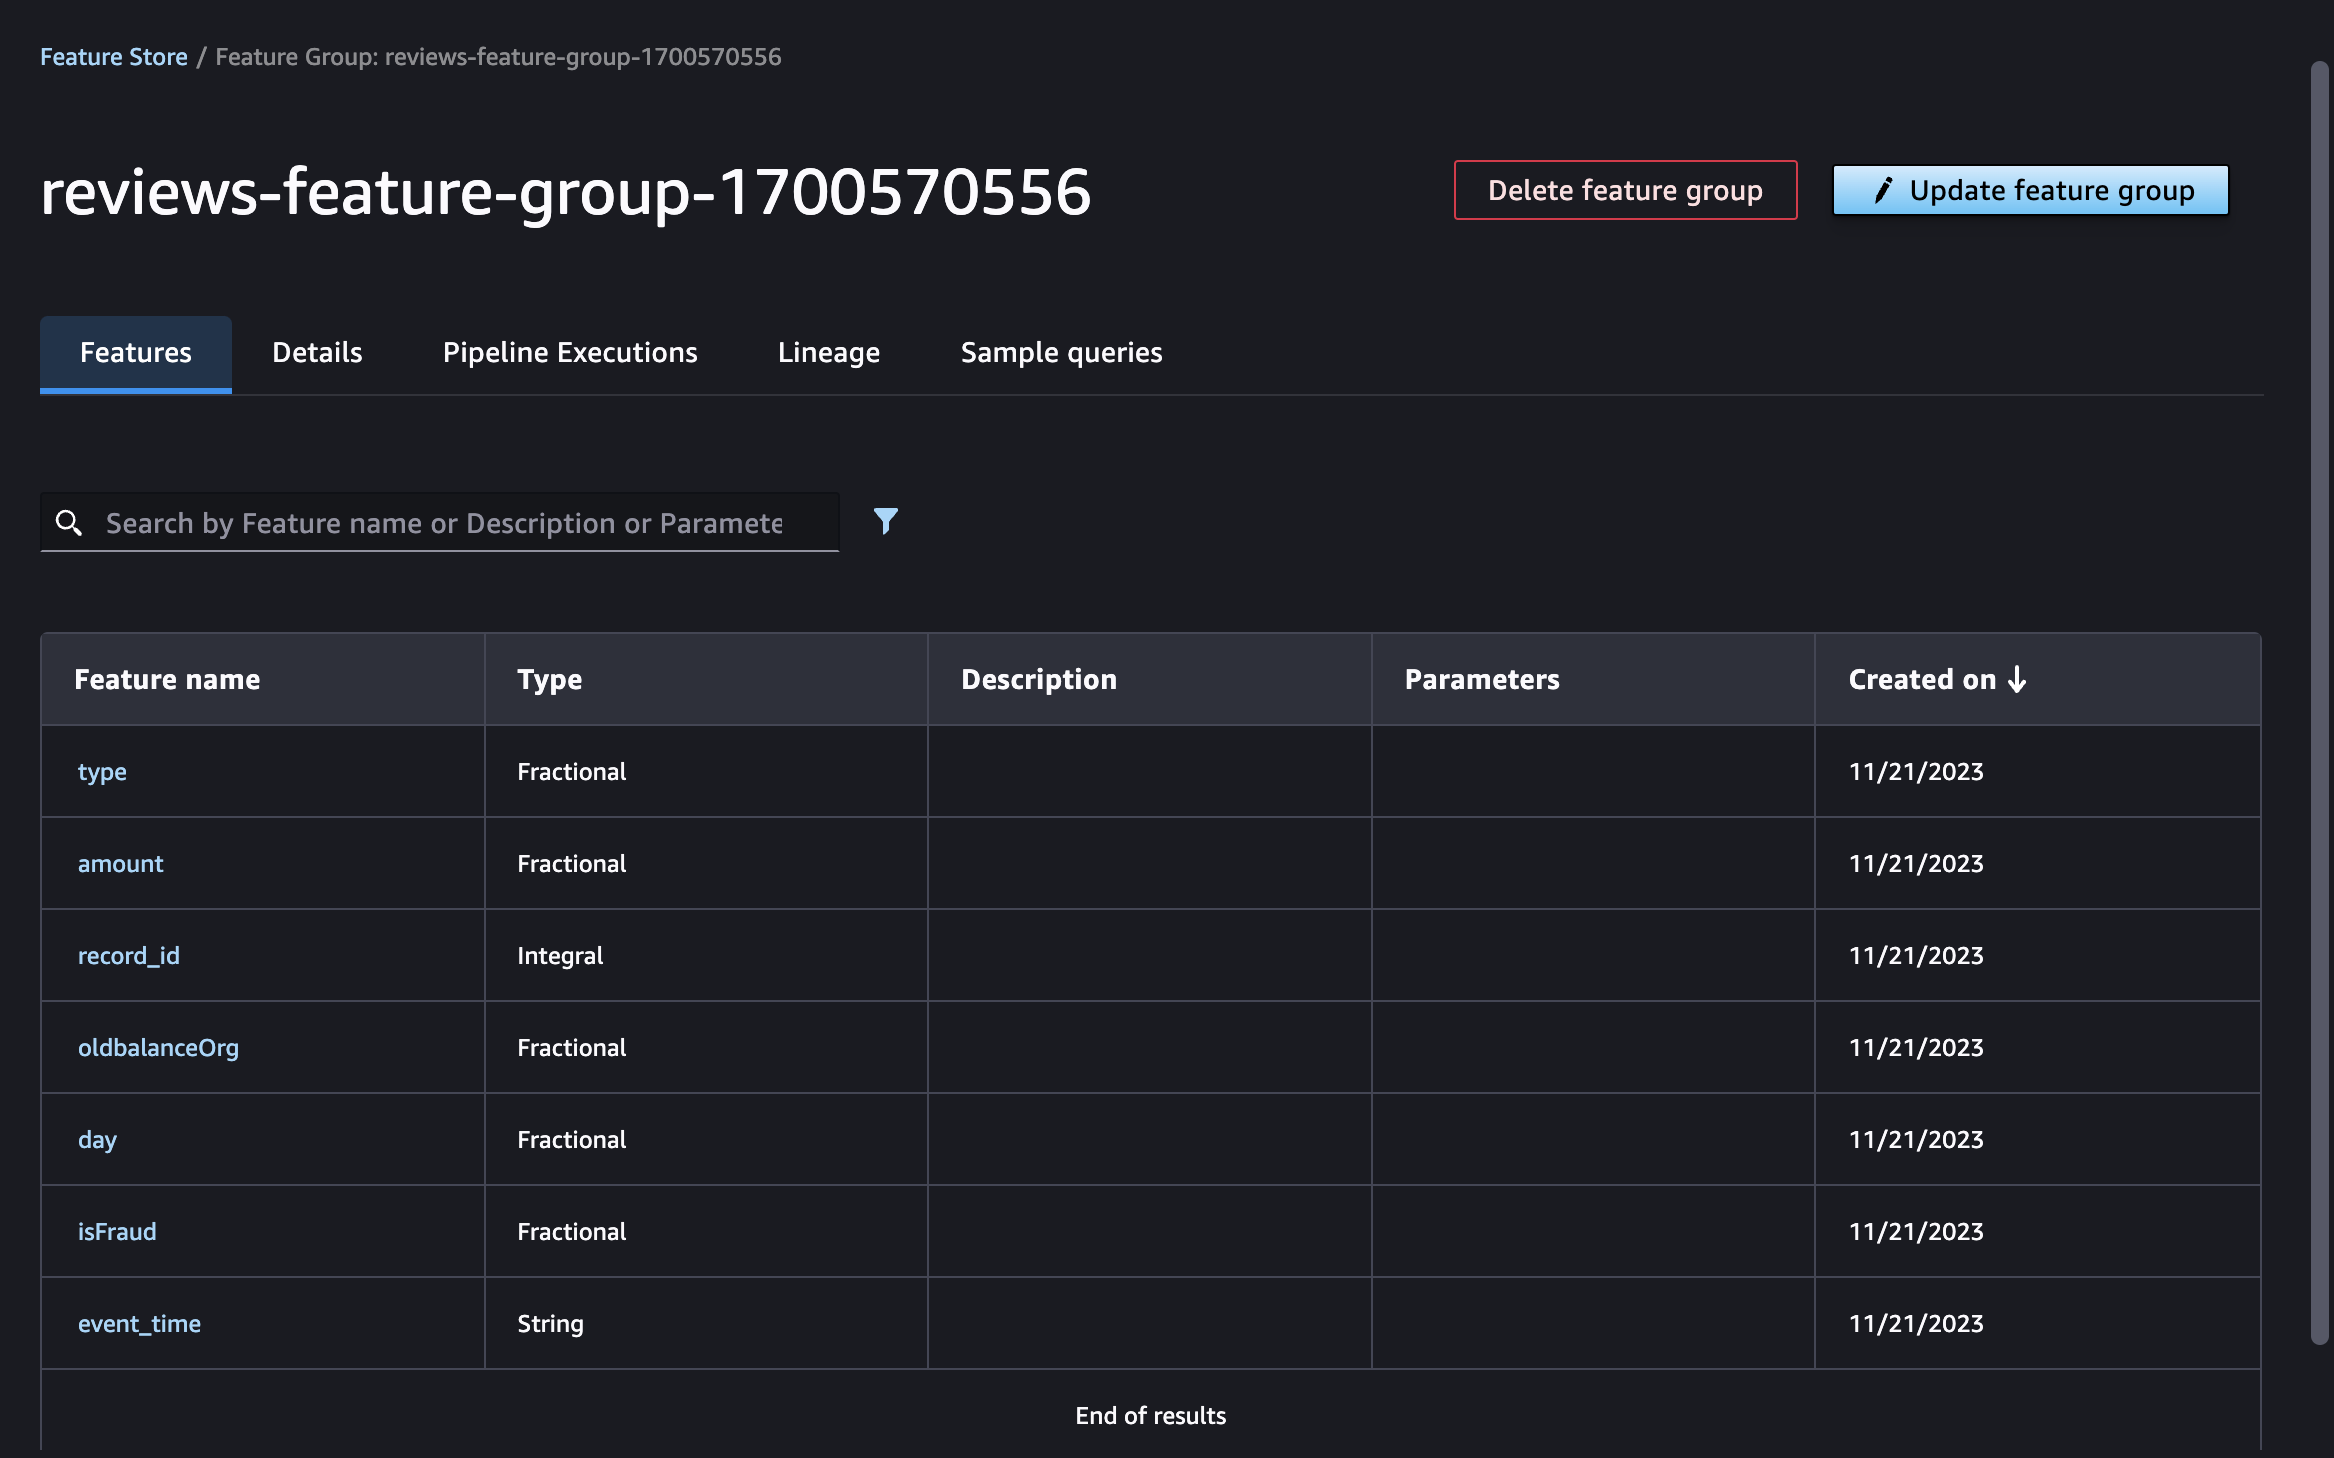 Feature Store / Feature Group: reviews-feature-group-1700570556
reviews-feature-group-1700570556
Delete feature group
Update feature group
Features Details Pipeline Executions Lineage Sample queries
Search by Feature name or Description or Paramete
Feature name Type Description Parameters Created on
type Fractional 11/21/2023
amount Fractional 11/21/2023
record_id Integral 11/21/2023
oldbalanceOrg Fractional 11/21/2023
day Fractional 11/21/2023
isFraud Fractional 11/21/2023
event_time String 11/21/2023
End of results